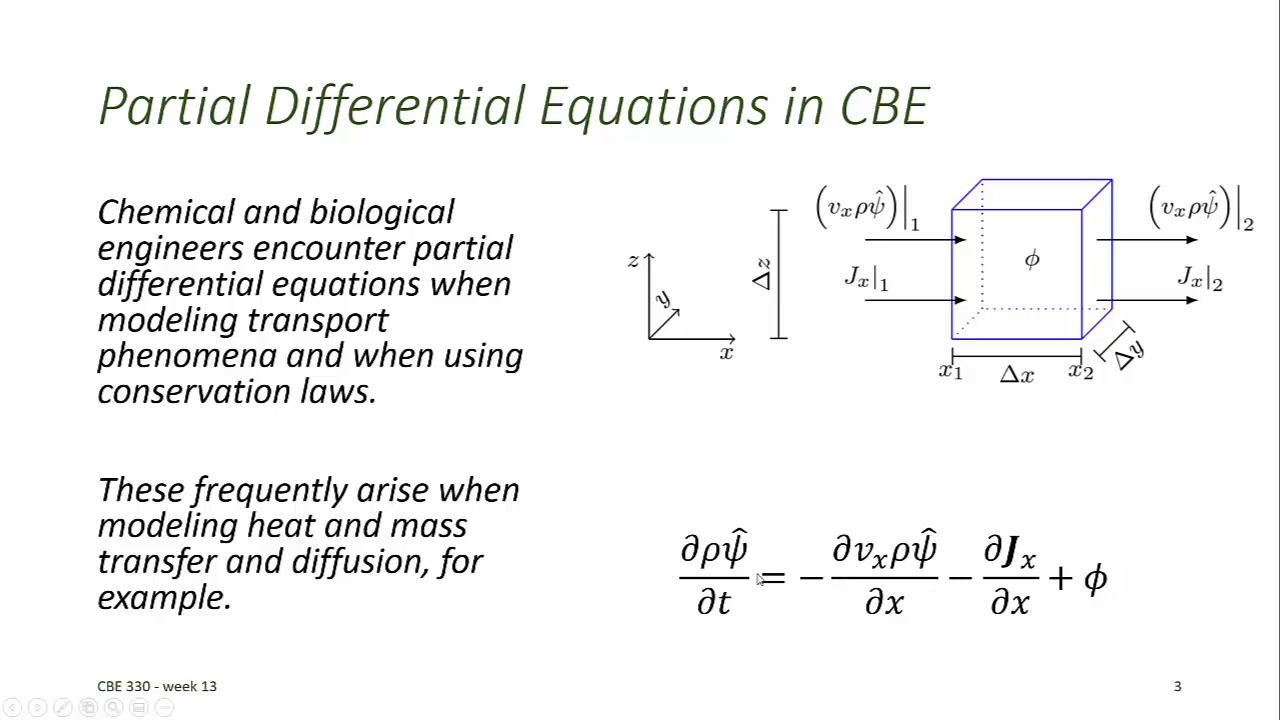 Partial Differential Equations in CBE
Chemical and biological
engineers encounter partial
differential equations when
modeling transport
phenomena and when using
conservation laws.
These frequently arise when
modeling heat and mass
transfer and diffusion, for
example.
(v_x ρ ψ̂)|_1
(v_x ρ ψ̂)|_2
z
y
x
Δz
ϕ
J_x|_1
J_x|_2
x_1
Δx
x_2
Δy
∂ρψ̂/∂t = − ∂v_xρψ̂/∂x − ∂J_x/∂x + ϕ
CBE 330 - week 13
3